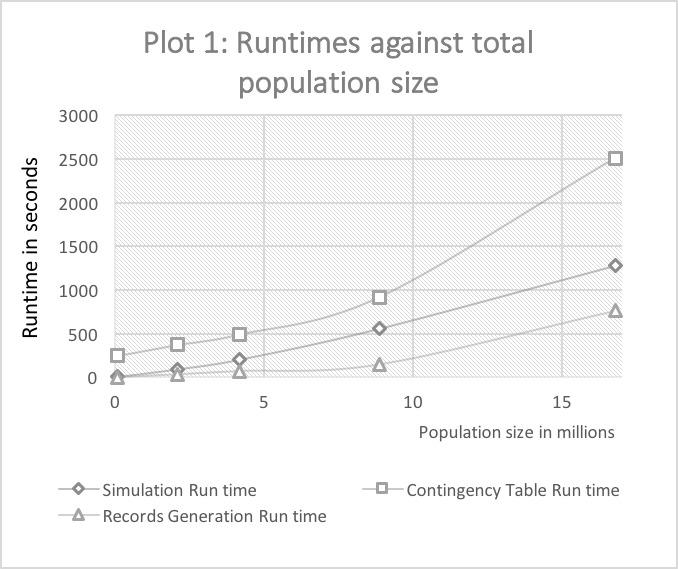 Plot 1: Runtimes against total
population size
3000
2500
2000
1500
1000
500
0
Runtime in seconds
0 5 10 15
Population size in millions
Simulation Run time
Contingency Table Run time
Records Generation Run time